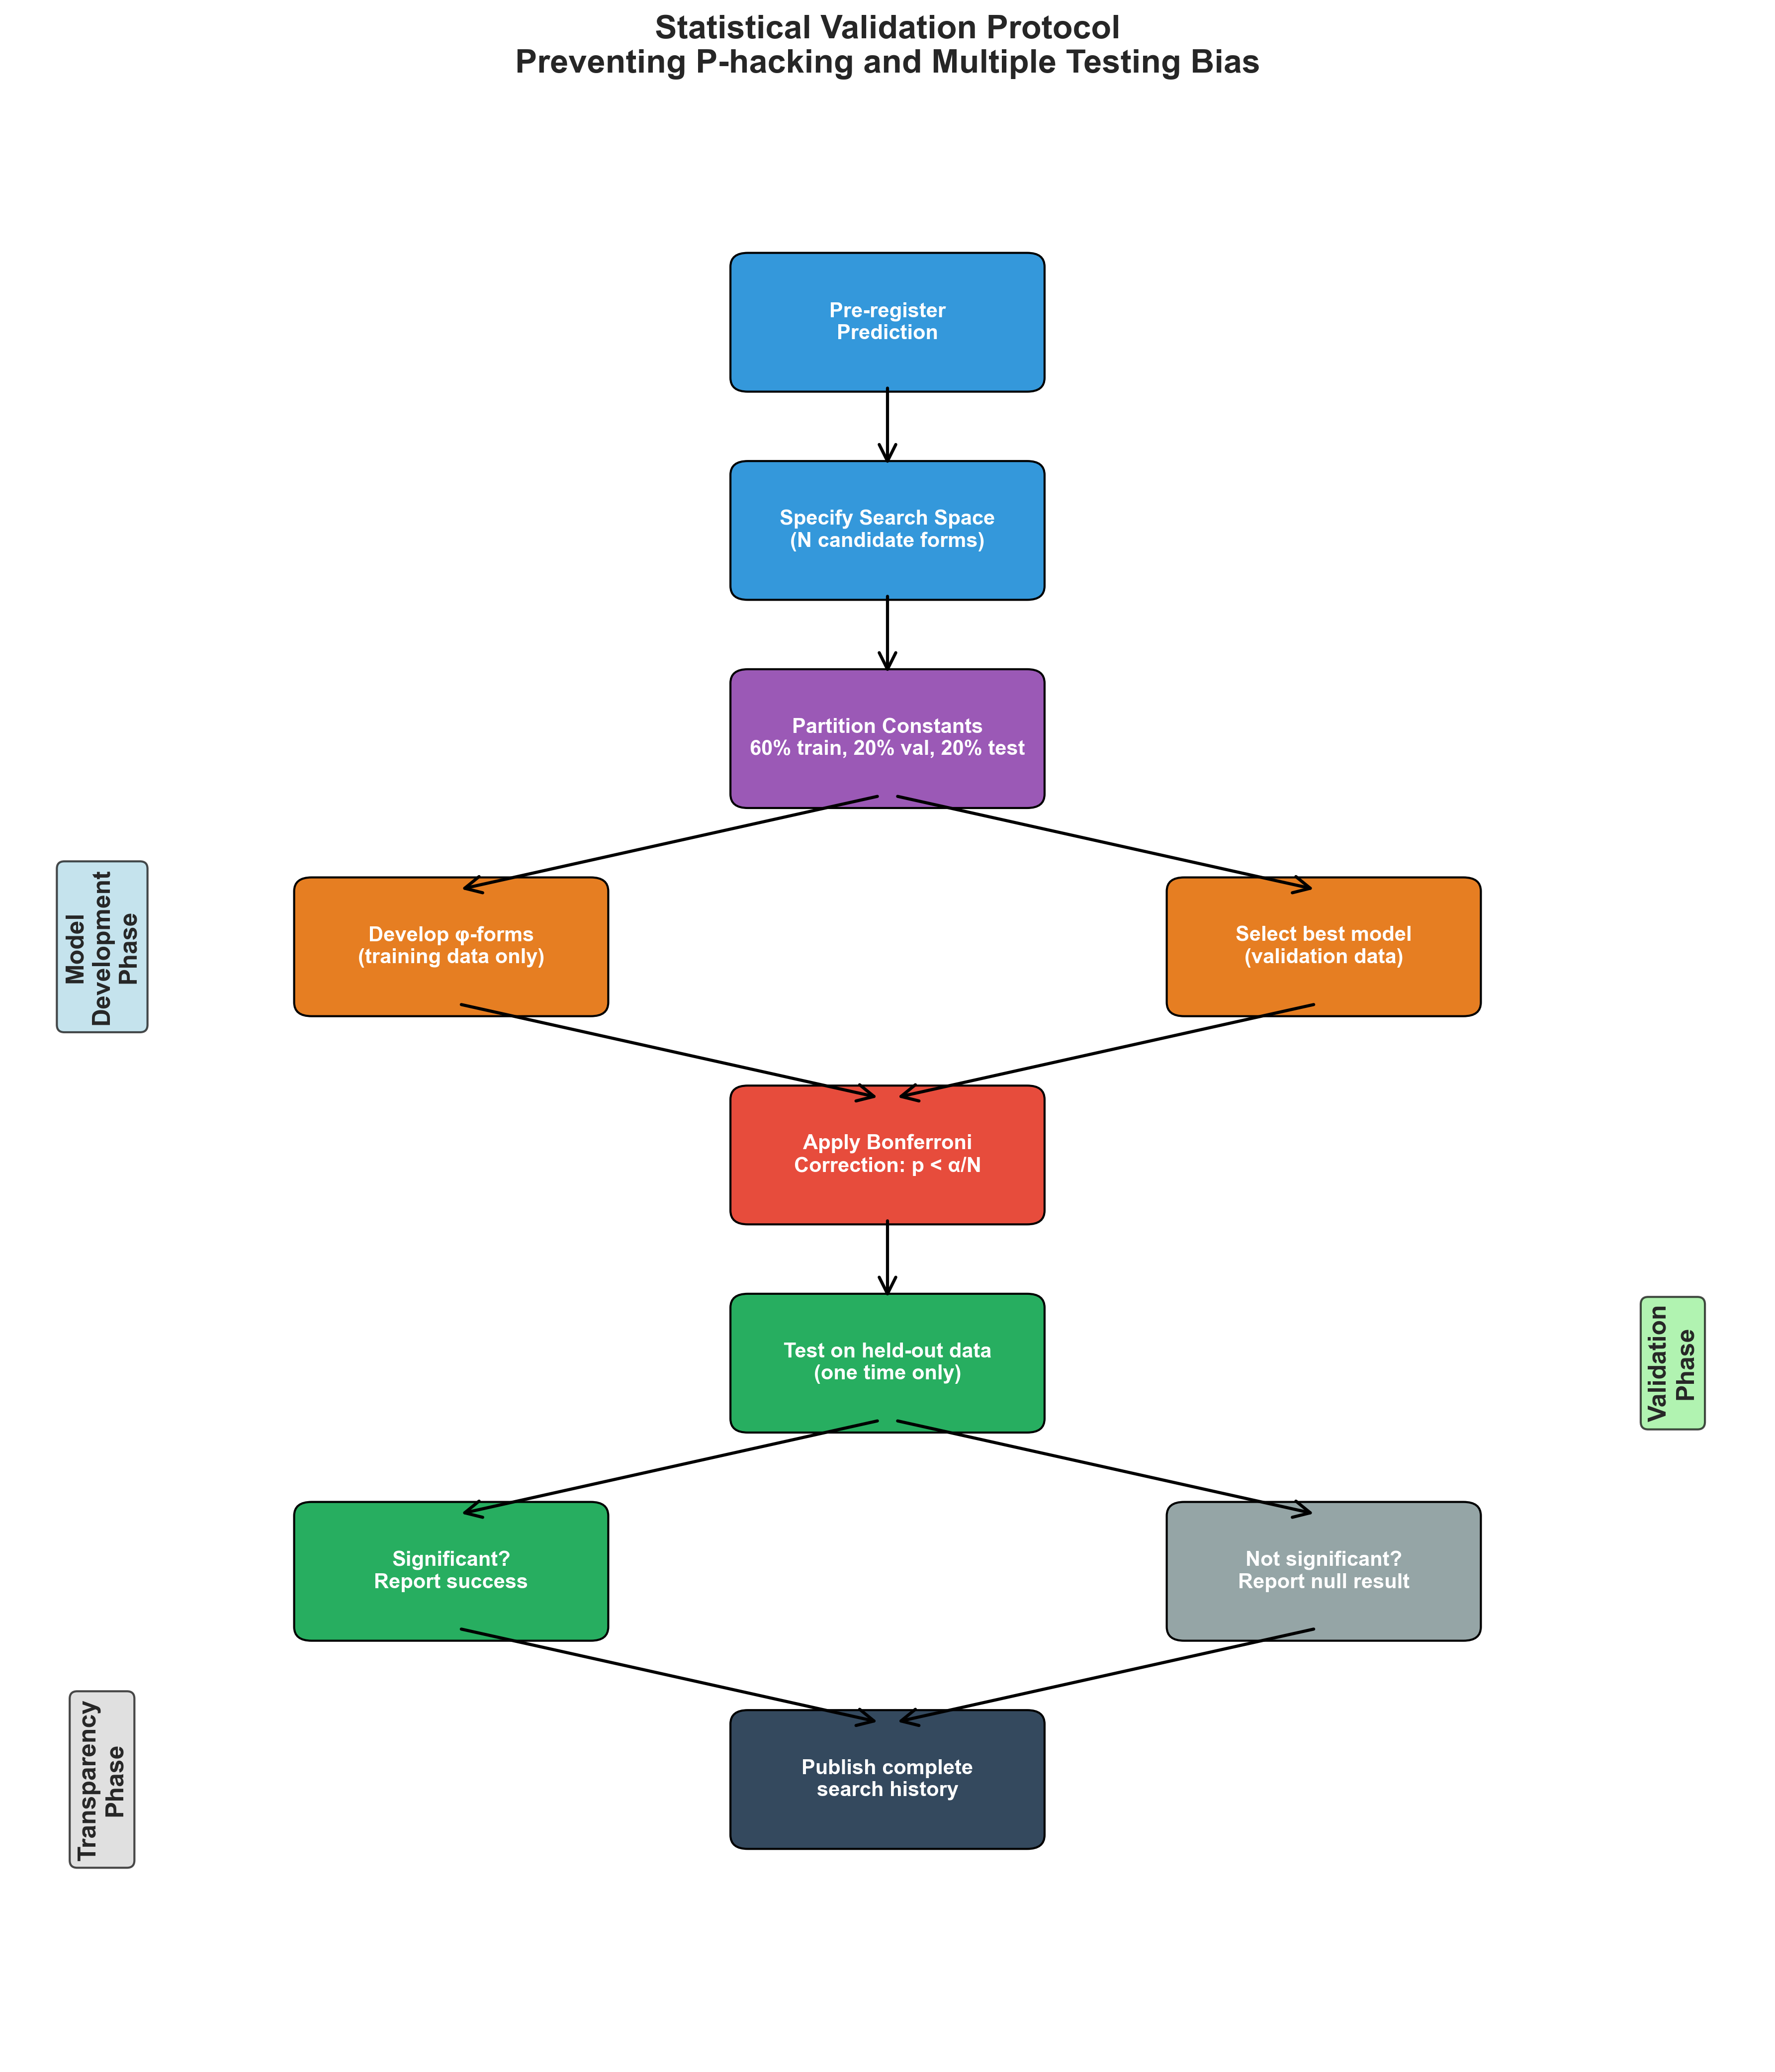 Statistical Validation Protocol
Preventing P-hacking and Multiple Testing Bias
Pre-register
Prediction
Specify Search Space
(N candidate forms)
Partition Constants
60% train, 20% val, 20% test
Model
Development
Phase
Develop φ-forms
(training data only)
Select best model
(validation data)
Apply Bonferroni
Correction: p < α/N
Test on held-out data
(one time only)
Validation
Phase
Significant?
Report success
Not significant?
Report null result
Transparency
Phase
Publish complete
search history